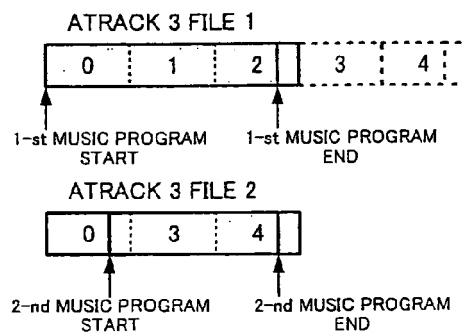 ATRACK 3 FILE 1
0 1 2 3 4
1-st MUSIC PROGRAM START
1-st MUSIC PROGRAM END
ATRACK 3 FILE 2
0 3 4
2-nd MUSIC PROGRAM START
2-nd MUSIC PROGRAM END